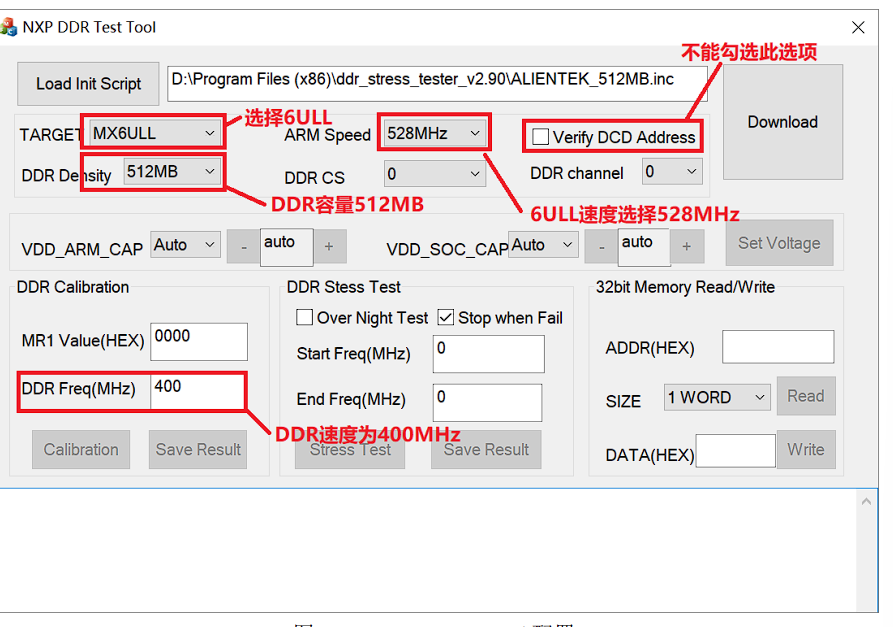 NXP DDR Test Tool
不能勾选此选项
Load Init Script
D:\Program Files (x86)\ddr_stress_tester_v2.90\ALIENTEK_512MB.inc
Download
选择6ULL
TARGET MX6ULL
ARM Speed 528MHz
Verify DCD Address
DDR Density 512MB
DDR CS 0
DDR channel 0
DDR容量512MB
6ULL速度选择528MHz
VDD_ARM_CAP Auto - auto +
VDD_SOC_CAP Auto - auto +
Set Voltage
DDR Calibration
MR1 Value(HEX) 0000
DDR Freq(MHz) 400
DDR速度为400MHz
Calibration Save Result
DDR Stess Test
Over Night Test Stop when Fail
Start Freq(MHz) 0
End Freq(MHz) 0
Stress Test Save Result
32bit Memory Read/Write
ADDR(HEX)
SIZE 1 WORD Read
DATA(HEX) Write